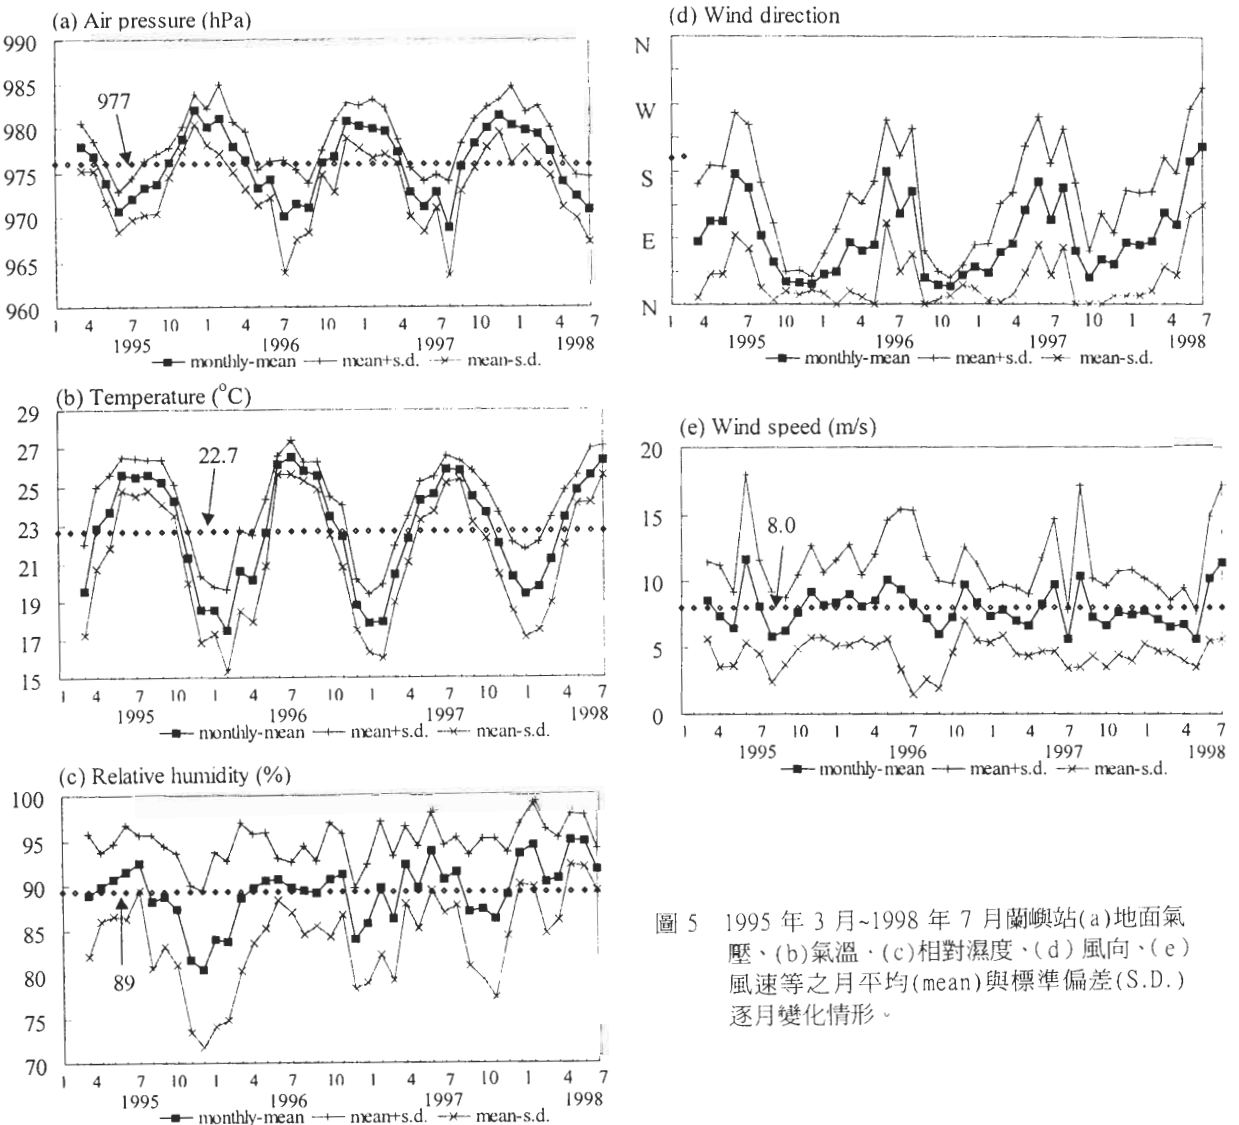 (a) Air pressure (hPa)
990
985
980
975
970
965
960
977
1 4 7 10 1 4 7 10 1 4 7 10 1 4 7
1995 1996 1997 1998
monthly-mean mean+s.d. mean-s.d.
(b) Temperature (°C)
29
27
25
23
21
19
17
15
22.7
1 4 7 10 1 4 7 10 1 4 7 10 1 4 7
1995 1996 1997 1998
monthly-mean mean+s.d. mean-s.d.
(c) Relative humidity (%)
100
95
90
85
80
75
70
89
1 4 7 10 1 4 7 10 1 4 7 10 1 4 7
1995 1996 1997 1998
monthly-mean mean+s.d. mean-s.d.
(d) Wind direction
N
W
S
E
N
1 4 7 10 1 4 7 10 1 4 7 10 1 4 7
1995 1996 1997 1998
monthly-mean mean+s.d. mean-s.d.
(e) Wind speed (m/s)
20
15
10
5
0
8.0
1 4 7 10 1 4 7 10 1 4 7 10 1 4 7
1995 1996 1997 1998
monthly-mean mean+s.d. mean-s.d.
圖 5 1995 年 3 月~1998 年 7 月蘭嶼站(a)地面氣
壓、(b)氣溫、(c)相對濕度、(d) 風向、(e)
風速等之月平均(mean)與標準偏差(S.D.)
逐月變化情形。